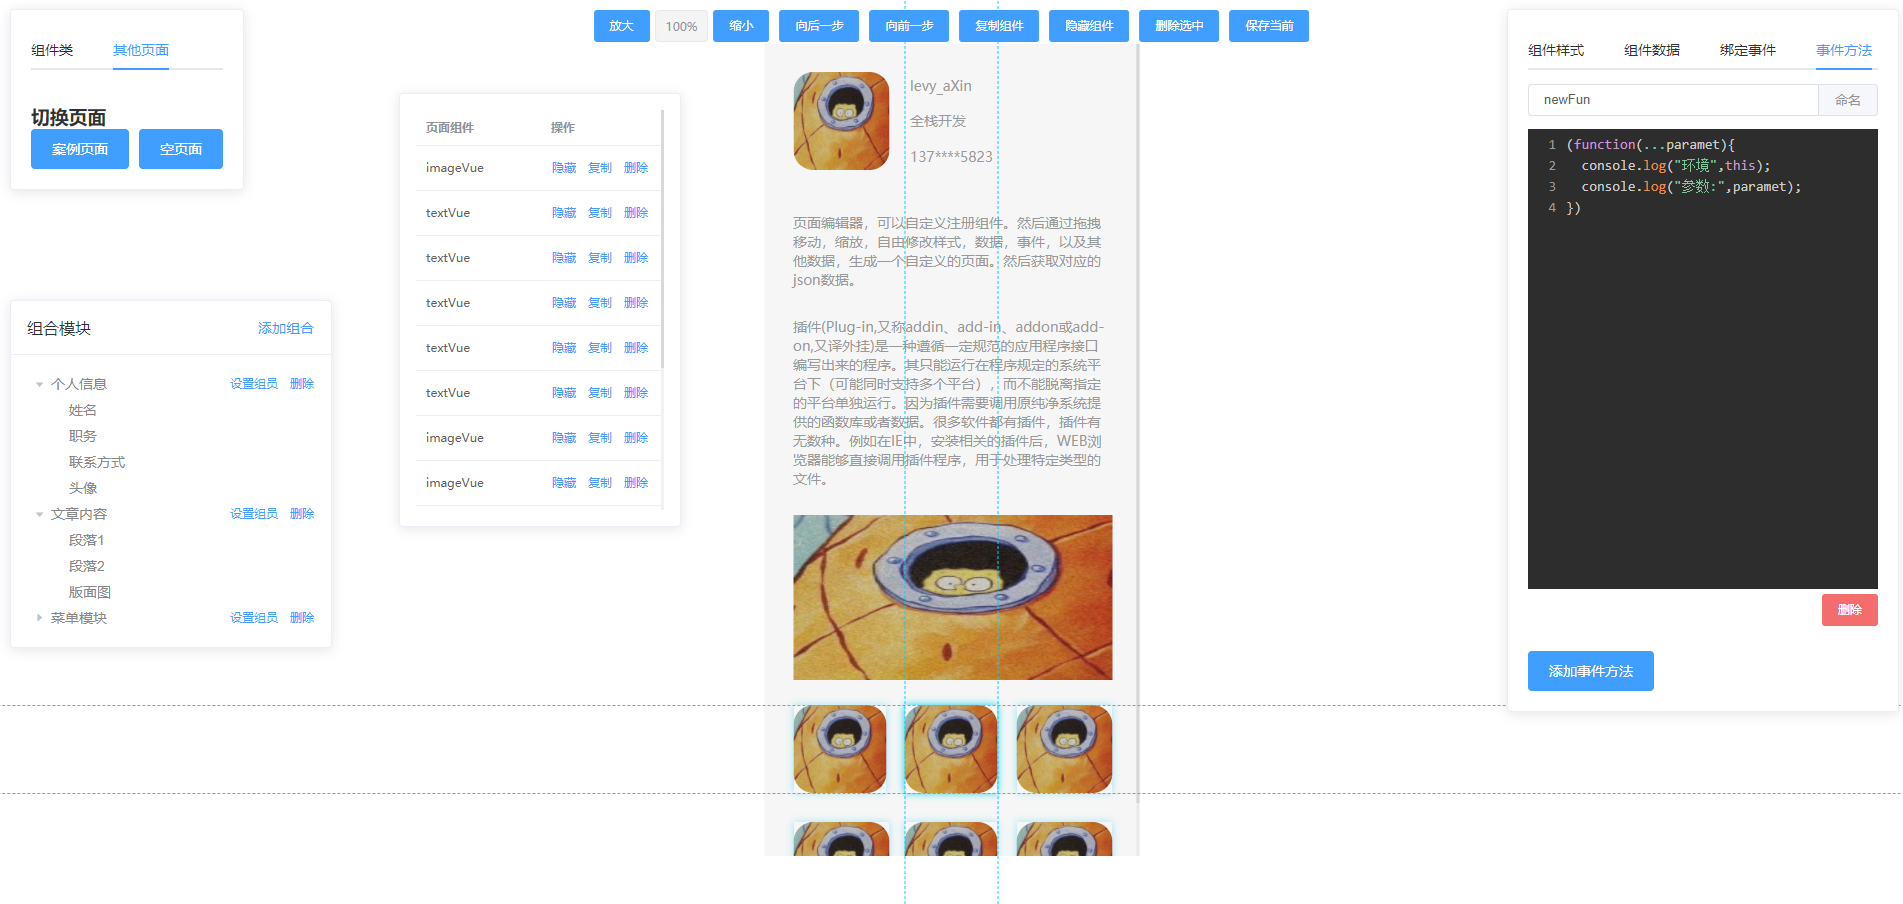 放大
100%
缩小
向后一步
向前一步
复制组件
隐藏组件
删除选中
保存当前
组件类
其他页面
切换页面
案例页面
空页面
组合模块
添加组合
个人信息
设置组员
删除
姓名
职务
联系方式
头像
文章内容
设置组员
删除
段落1
段落2
版面图
菜单模块
设置组员
删除
页面组件 操作
imageVue 隐藏 复制 删除
textVue 隐藏 复制 删除
textVue 隐藏 复制 删除
textVue 隐藏 复制 删除
textVue 隐藏 复制 删除
textVue 隐藏 复制 删除
imageVue 隐藏 复制 删除
imageVue 隐藏 复制 删除
levy_aXin
全栈开发
137****5823
页面编辑器，可以自定义注册组件。然后通过拖拽
移动，缩放，自由修改样式，数据，事件，以及其
他数据，生成一个自定义的页面。然后获取对应的
json数据。
插件(Plug-in,又称addin、add-in、addon或add-
on,又译外挂)是一种遵循一定规范的应用程序接口
编写出来的程序。其只能运行在程序规定的系统平
台下（可能同时支持多个平台），而不能脱离指定
的平台单独运行。因为插件需要调用原纯净系统提
供的函数库或者数据。很多软件都有插件，插件有
无数种。例如在IE中，安装相关的插件后，WEB浏
览器能够直接调用插件程序，用于处理特定类型的
文件。
组件样式
组件数据
绑定事件
事件方法
newFun
命名
1 (function(...paramet){
2 console.log("环境",this);
3 console.log("参数:",paramet);
4 })
删除
添加事件方法